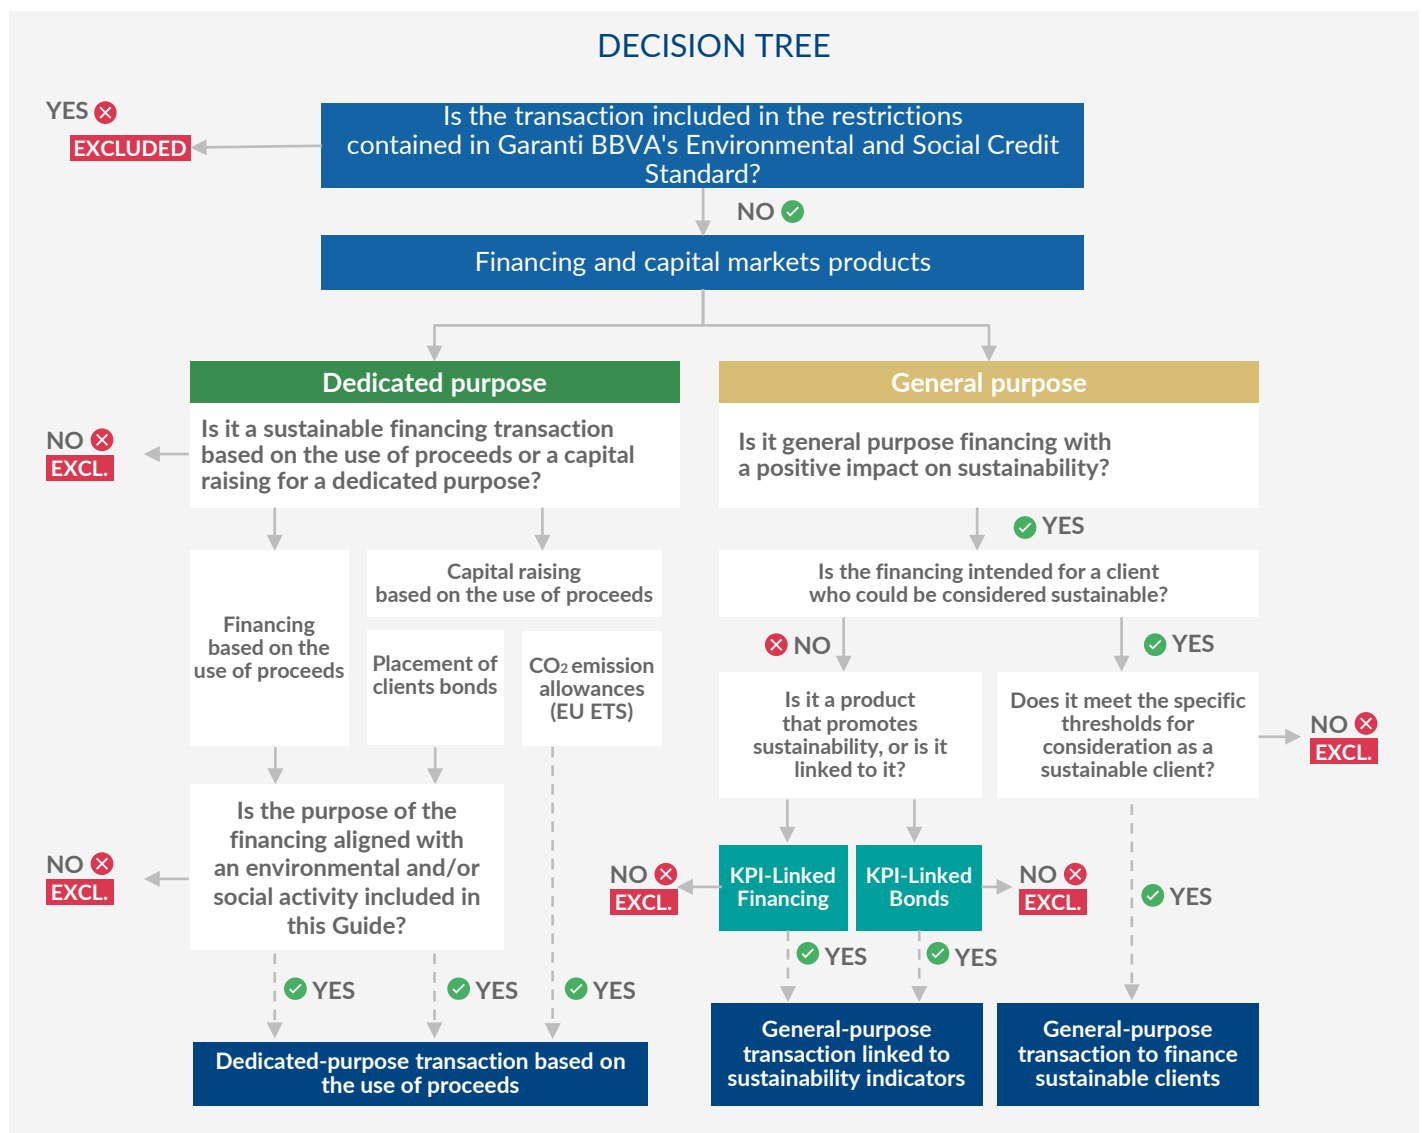 DECISION TREE
YES
EXCLUDED
Is the transaction included in the restrictions
contained in Garanti BBVA's Environmental and Social Credit
Standard?
NO
Financing and capital markets products
Dedicated purpose
Is it a sustainable financing transaction
based on the use of proceeds or a capital
raising for a dedicated purpose?
NO
EXCL.
General purpose
Is it general purpose financing with
a positive impact on sustainability?
YES
Financing
based on the
use of proceeds
Capital raising
based on the use of proceeds
Placement of
clients bonds
CO₂ emission
allowances
(EU ETS)
Is the financing intended for a client
who could be considered sustainable?
NO
YES
Is it a product
that promotes
sustainability, or is it
linked to it?
Does it meet the specific
thresholds for
consideration as a
sustainable client?
NO
EXCL.
Is the purpose of the
financing aligned with
an environmental and/or
social activity included in
this Guide?
NO
EXCL.
NO
EXCL.
KPI-Linked
Financing
KPI-Linked
Bonds
NO
EXCL.
YES
YES
YES
YES
YES
YES
Dedicated-purpose transaction based on
the use of proceeds
General-purpose
transaction linked to
sustainability indicators
General-purpose
transaction to finance
sustainable clients